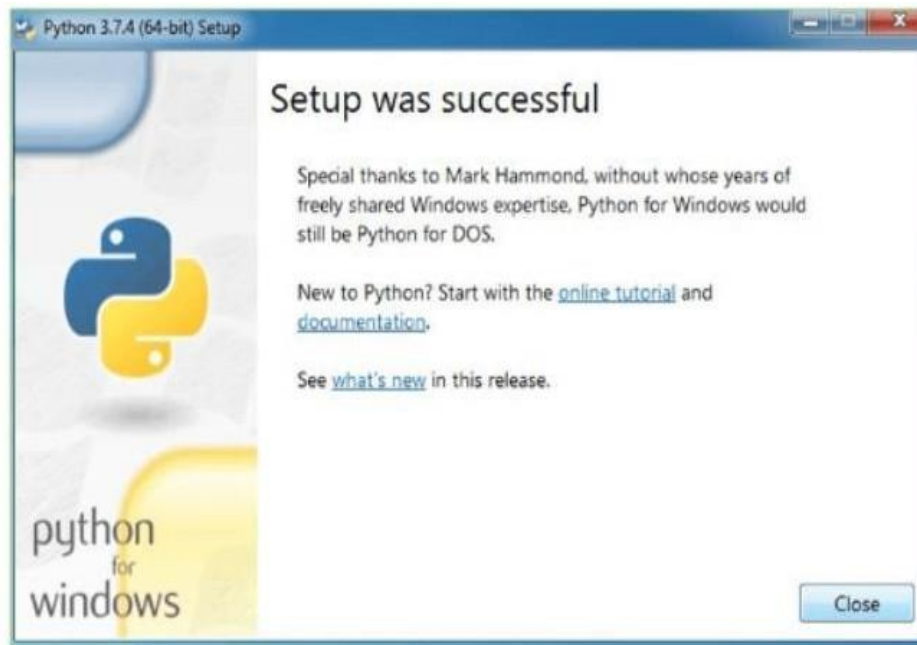 Python 3.7.4 (64-bit) Setup
Setup was successful
Special thanks to Mark Hammond, without whose years of
freely shared Windows expertise, Python for Windows would
still be Python for DOS.
New to Python? Start with the online tutorial and
documentation.
See what's new in this release.
python
for
windows
Close